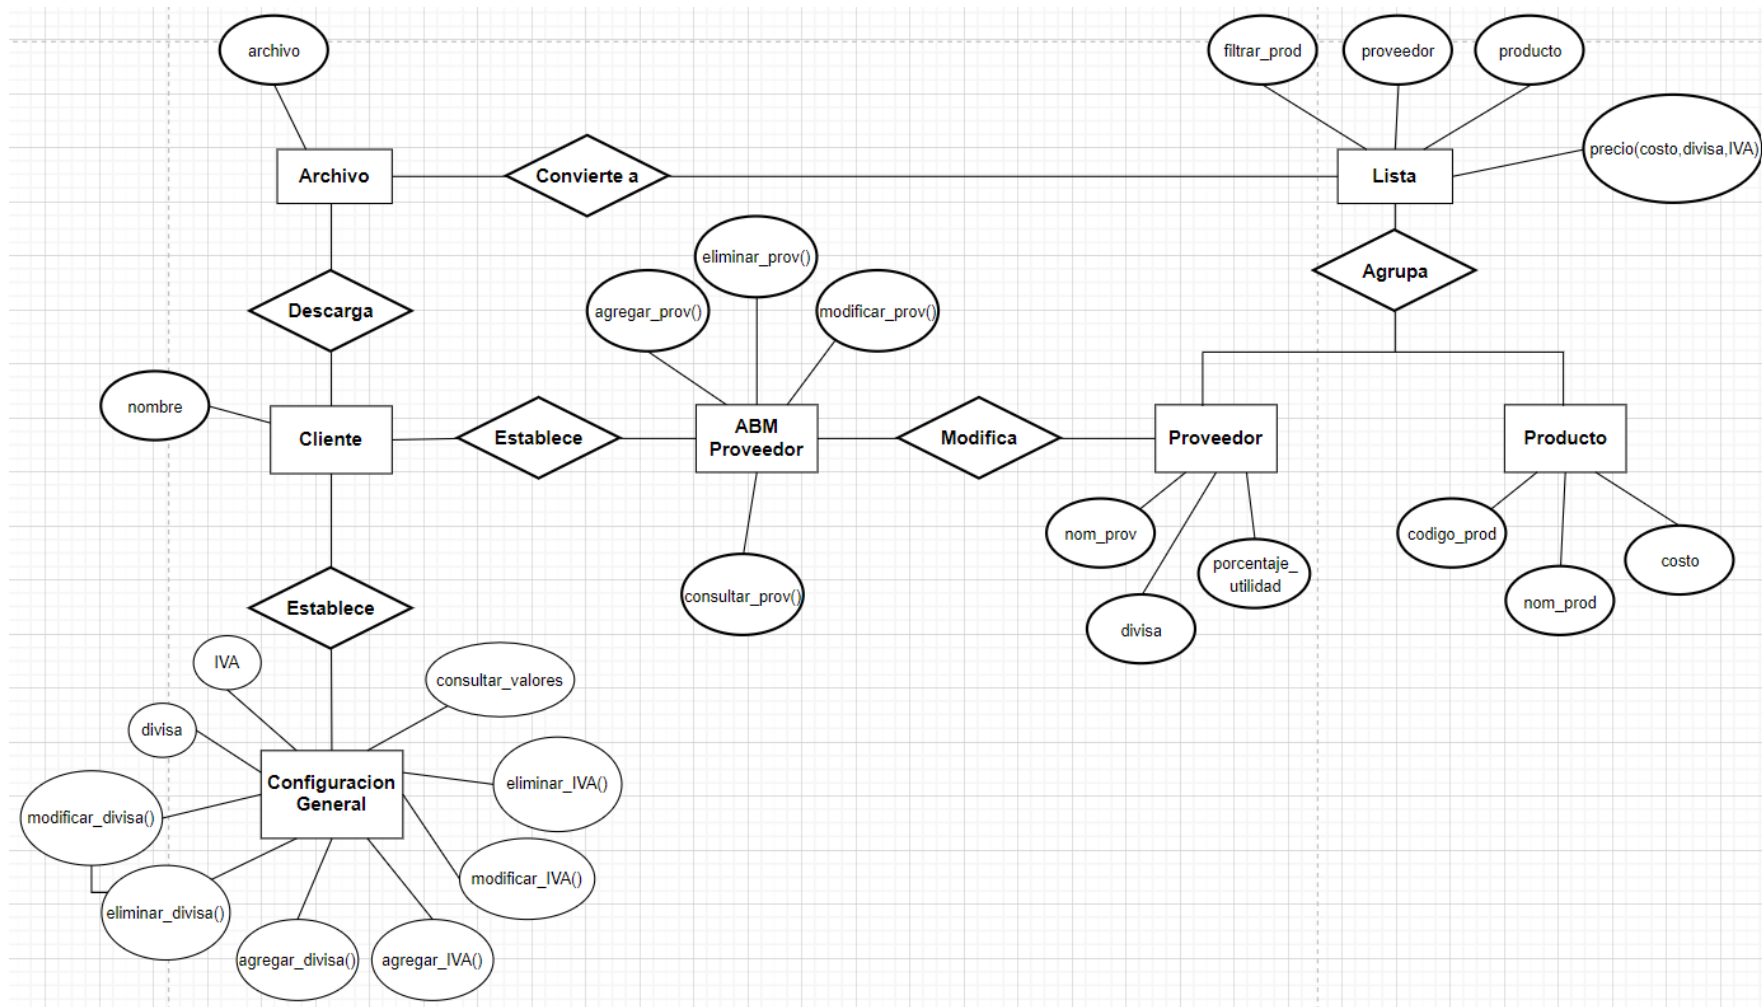 archivo
filtrar_prod
proveedor
producto
precio(costo,divisa,IVA)
Archivo
Convierte a
Lista
eliminar_prov()
Agrupa
agregar_prov()
modificar_prov()
Descarga
nombre
Cliente
Establece
ABM
Proveedor
Modifica
Proveedor
Producto
nom_prov
porcentaje_
utilidad
codigo_prod
costo
consultar_prov()
divisa
nom_prod
Establece
IVA
consultar_valores
divisa
Configuracion
General
eliminar_IVA()
modificar_divisa()
modificar_IVA()
eliminar_divisa()
agregar_divisa()
agregar_IVA()